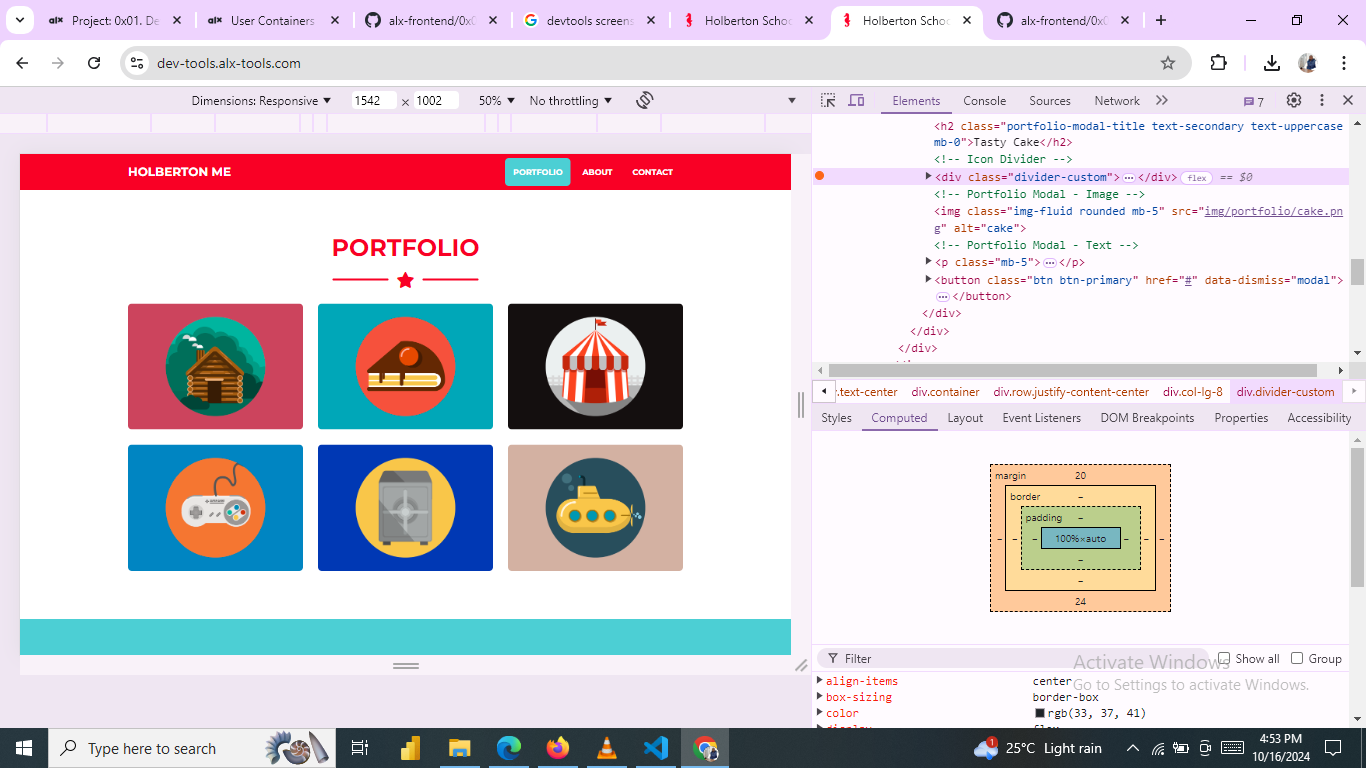 Project: 0x01. De
User Containers
alx-frontend/0x0
devtools screens
Holberton Schoo
Holberton Schoo
alx-frontend/0x0
dev-tools.alx-tools.com
Dimensions: Responsive 1542 × 1002 50% No throttling
Elements Console Sources Network 7
HOLBERTON ME
PORTFOLIO ABOUT CONTACT
PORTFOLIO
<h2 class="portfolio-modal-title text-secondary text-uppercase
mb-0">Tasty Cake</h2>
<!-- Icon Divider -->
<div class="divider-custom">⋯</div> flex == $0
<!-- Portfolio Modal - Image -->
<img class="img-fluid rounded mb-5" src="img/portfolio/cake.pn
g" alt="cake">
<!-- Portfolio Modal - Text -->
<p class="mb-5">⋯</p>
<button class="btn btn-primary" href="#" data-dismiss="modal">
⋯</button>
</div>
</div>
</div>
.text-center div.container div.row.justify-content-center div.col-lg-8 div.divider-custom
Styles Computed Layout Event Listeners DOM Breakpoints Properties Accessibility
margin 20
border –
padding –
– – – 100%×auto – – –
–
–
24
Filter Show all Group
align-items center
box-sizing border-box
color rgb(33, 37, 41)
Activate Windows
Go to Settings to activate Windows.
Type here to search
1
25°C Light rain
4:53 PM
10/16/2024